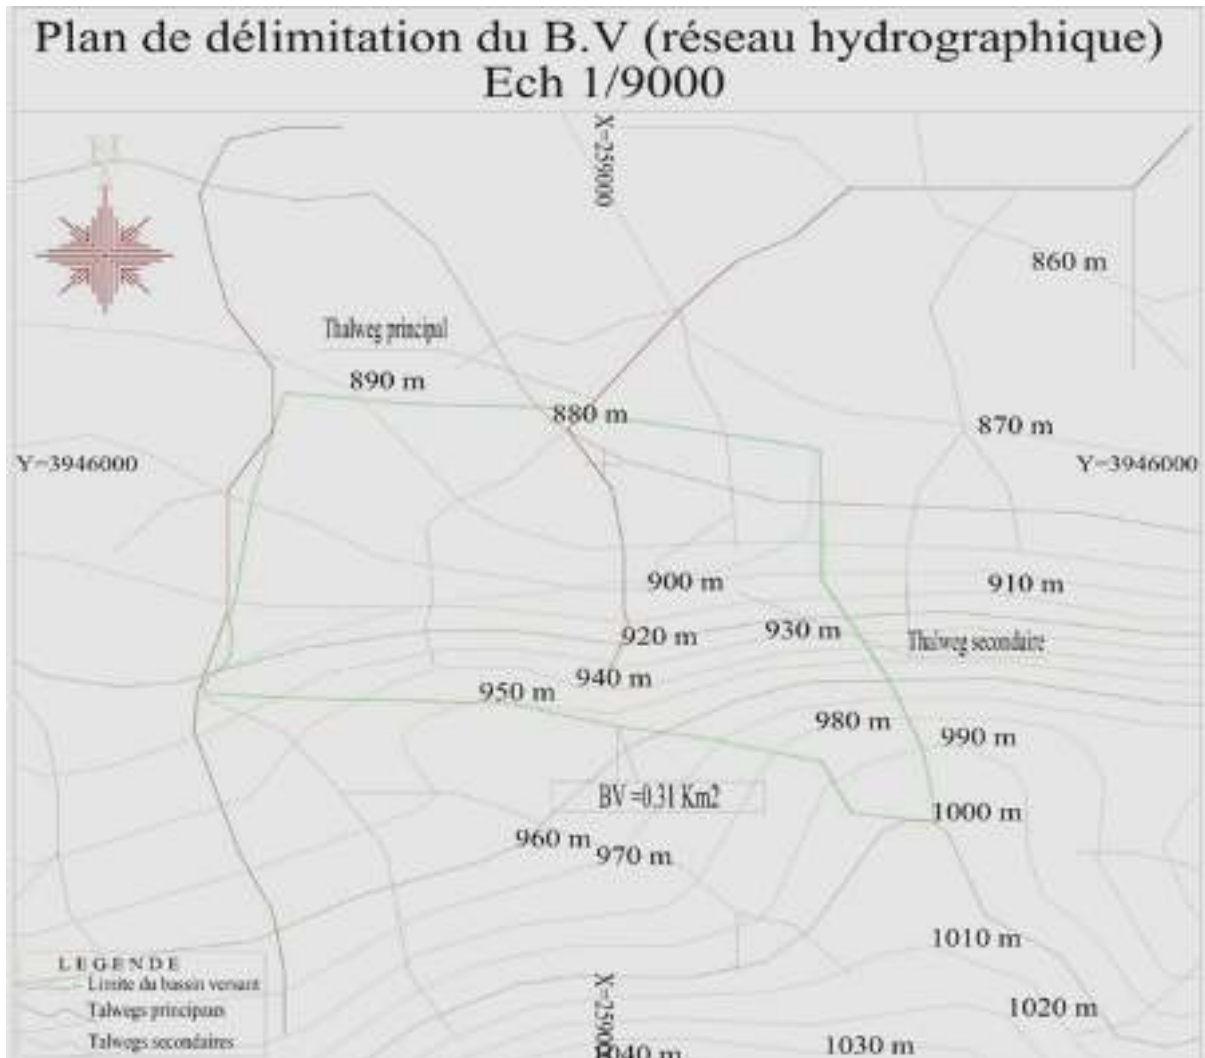 Plan de délimitation du B.V (réseau hydrographique)
Ech 1/9000
X=259000
860 m
Thalweg principal
890 m
880 m
870 m
Y=3946000
Y=3946000
900 m
910 m
920 m
930 m
Thalweg secondaire
940 m
950 m
980 m
990 m
BV =0.31 Km2
1000 m
960 m
970 m
1010 m
LEGENDE
Limite du bassin versant
Talwegs principaux
Talwegs secondaires
1020 m
1030 m
1040 m